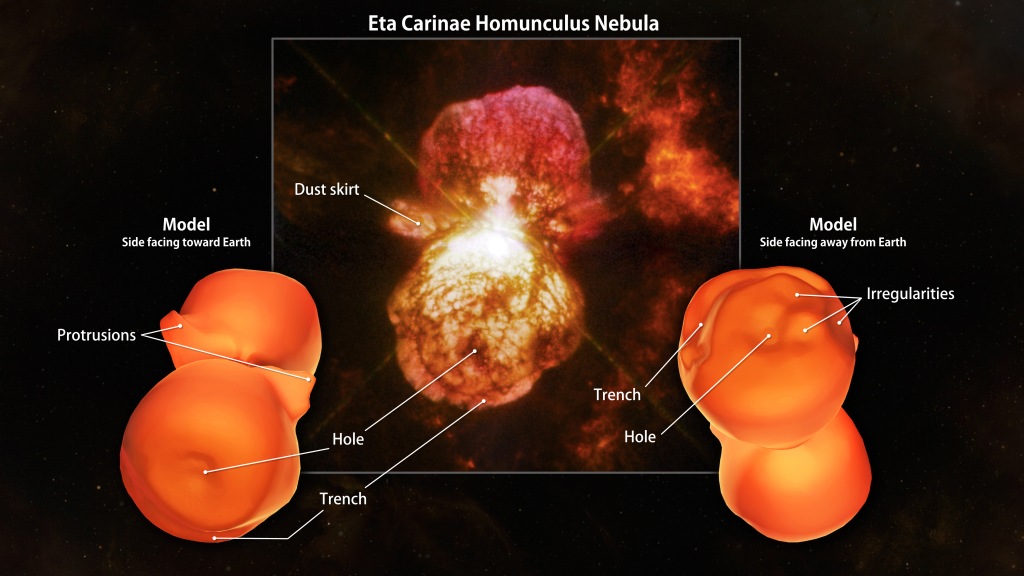 Eta Carinae Homunculus Nebula
Dust skirt
Model
Side facing toward Earth
Model
Side facing away from Earth
Protrusions
Irregularities
Trench
Hole
Hole
Trench